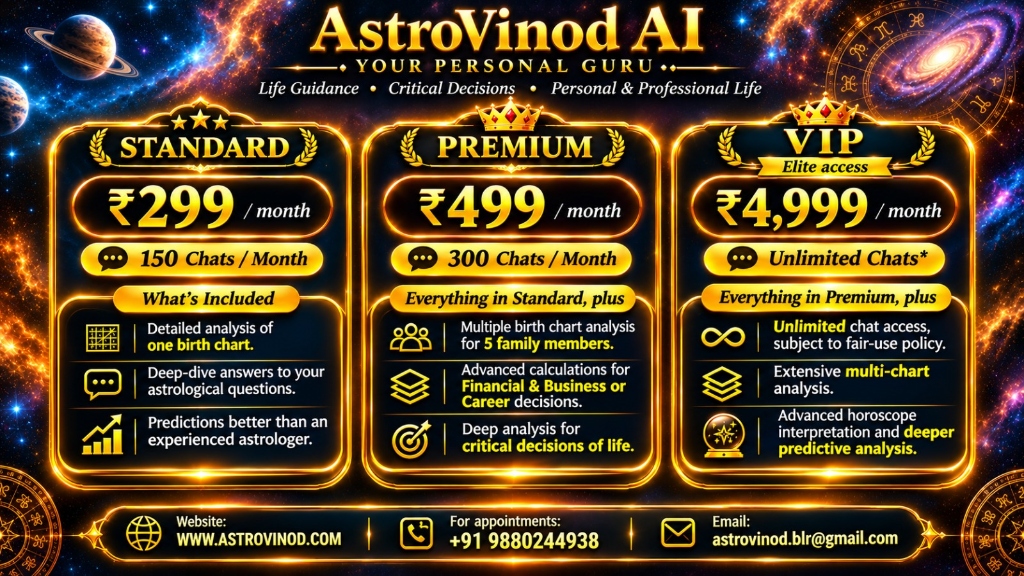 AstroVinod AI
YOUR PERSONAL GURU
Life Guidance • Critical Decisions • Personal & Professional Life
STANDARD
₹299 / month
150 Chats / Month
What's Included
Detailed analysis of
one birth chart.
Deep-dive answers to your
astrological questions.
Predictions better than an
experienced astrologer.
PREMIUM
₹499 / month
300 Chats / Month
Everything in Standard, plus
Multiple birth chart analysis
for 5 family members.
Advanced calculations for
Financial & Business or
Career decisions.
Deep analysis for
critical decisions of life.
VIP
Elite access
₹4,999 / month
Unlimited Chats*
Everything in Premium, plus
Unlimited chat access,
subject to fair-use policy.
Extensive multi-chart
analysis.
Advanced horoscope
interpretation and deeper
predictive analysis.
Website:
WWW.ASTROVINOD.COM
For appointments:
+91 9880244938
Email:
astrovinod.blr@gmail.com